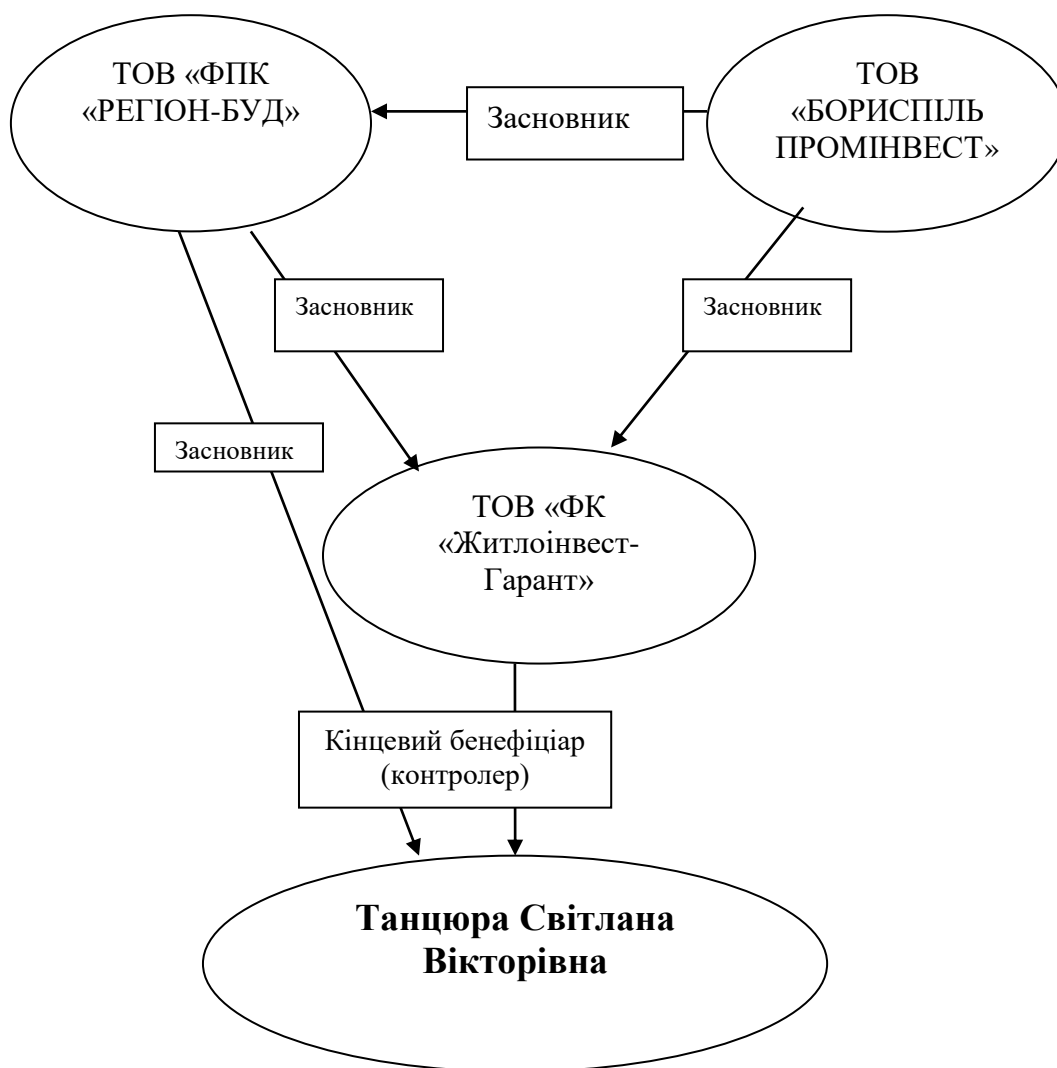 ТОВ «ФПК
«РЕГІОН-БУД»
Засновник
ТОВ
«БОРИСПІЛЬ
ПРОМІНВЕСТ»
Засновник
Засновник
Засновник
ТОВ «ФК
«Житлоінвест-
Гарант»
Кінцевий бенефіціар
(контролер)
Танцюра Світлана
Вікторівна